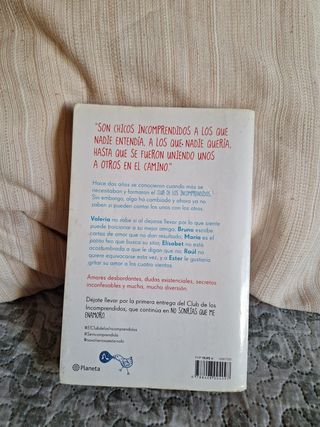 "SON CHICOS INCOMPRENDIDOS A LOS QUE
NADIE ENTENDÍA, A LOS QUE NADIE QUERÍA,
HASTA QUE SE FUERON UNIENDO UNOS
A OTROS EN EL CAMINO."
Hace dos años se conocieron cuando más se
necesitaban y formaron el CLUB DE LOS INCOMPRENDIDOS.
Sin embargo, algo ha cambiado y ahora ya no
saben si pueden contar los unos con los otros.
Valeria no sabe si al dejarse llevar por lo que siente
puede traicionar a su mejor amiga, Bruno escribe
cartas de amor que no dan resultado, María es el
patito feo que busca su sitio, Elísabet no está
acostumbrada a que le digan que no, Raúl no
quiere equivocarse esta vez, y a Ester le gustaría
gritar su amor a los cuatro vientos.
Amores desbordantes, dudas existenciales, secretos
inconfesables y mucha, mucha diversión.
Déjate llevar por la primera entrega del Club de los
Incomprendidos, que continúa en NO SONRÍAS QUE ME
ENAMORO.
#ElClubdelosIncomprendidos
Planeta